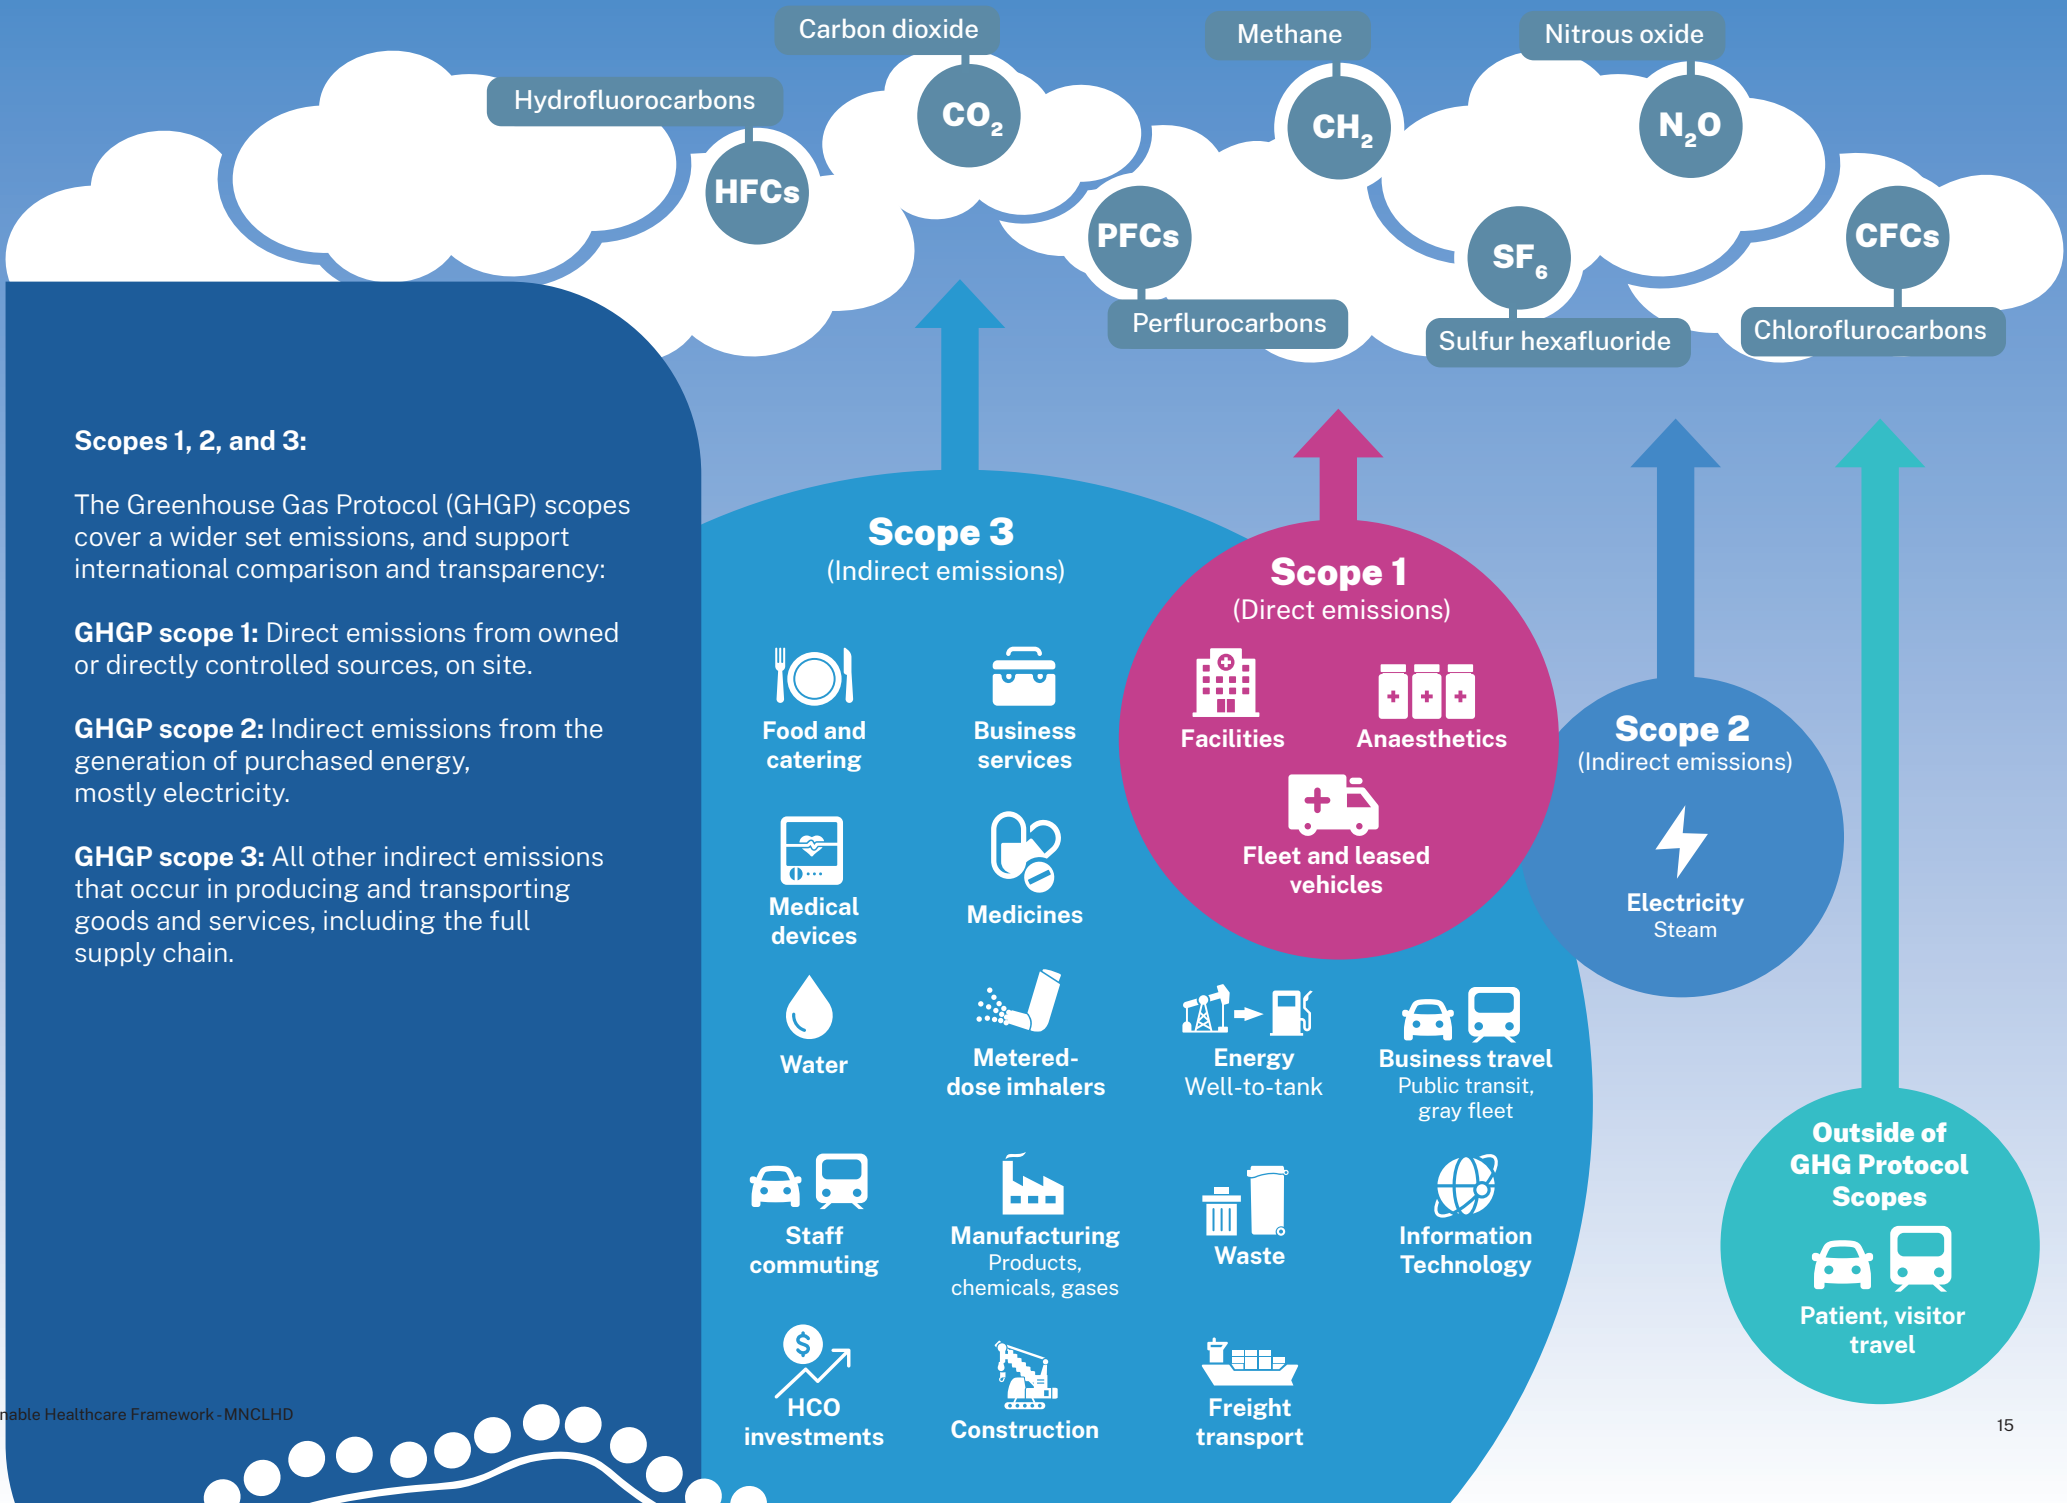 Carbon dioxide
Methane
Nitrous oxide
Hydrofluorocarbons
CO₂
CH₂
N₂O
HFCs
PFCs
SF₆
CFCs
Perflurocarbons
Sulfur hexafluoride
Chloroflurocarbons
Scopes 1, 2, and 3:
The Greenhouse Gas Protocol (GHGP) scopes
cover a wider set emissions, and support
international comparison and transparency:
GHGP scope 1: Direct emissions from owned
or directly controlled sources, on site.
GHGP scope 2: Indirect emissions from the
generation of purchased energy,
mostly electricity.
GHGP scope 3: All other indirect emissions
that occur in producing and transporting
goods and services, including the full
supply chain.
Scope 3
(Indirect emissions)
Food and
catering
Business
services
Medical
devices
Medicines
Water
Metered-
dose imhalers
Energy
Well-to-tank
Business travel
Public transit,
gray fleet
Staff
commuting
Manufacturing
Products,
chemicals, gases
Waste
Information
Technology
$
HCO
investments
Construction
Freight
transport
Scope 1
(Direct emissions)
Facilities
Anaesthetics
Fleet and leased
vehicles
Scope 2
(Indirect emissions)
Electricity
Steam
Outside of
GHG Protocol
Scopes
Patient, visitor
travel
Healthcare Framework - MNCLHD
15